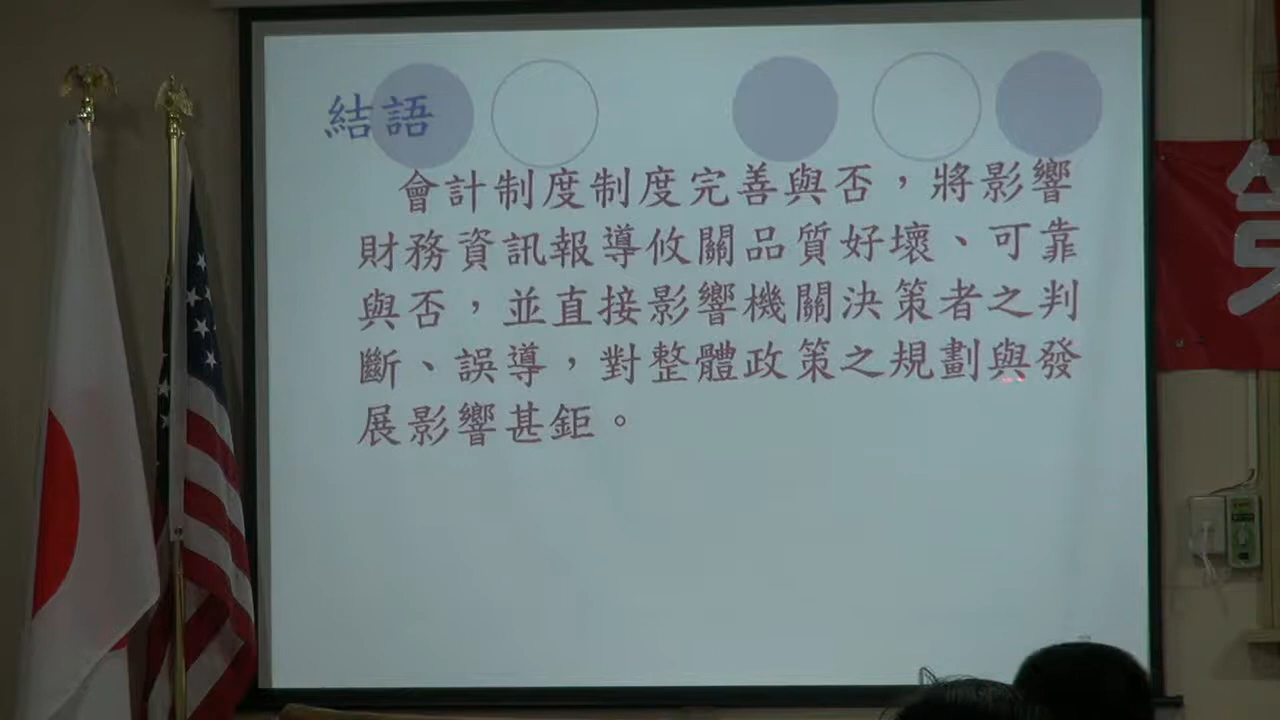 結語
會計制度制度完善與否，將影響
財務資訊報導攸關品質好壞、可靠
與否，並直接影響機關決策者之判
斷、誤導，對整體政策之規劃與發
展影響甚鉅。